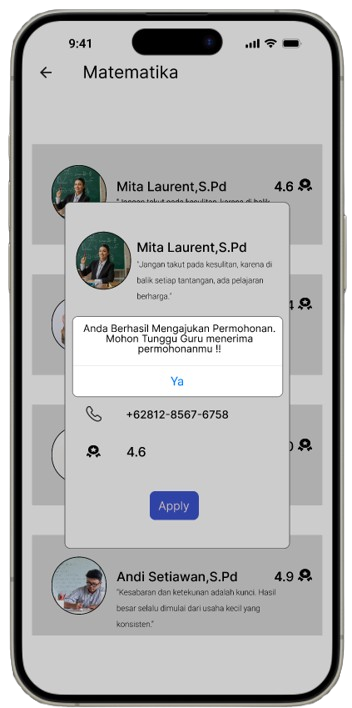 9:41
Matematika
Mita Laurent,S.Pd
4.6
"Jangan takut pada kesulitan, karena di balik
Mita Laurent,S.Pd
"Jangan takut pada kesulitan, karena di
balik setiap tantangan, ada pelajaran
berharga."
Anda Berhasil Mengajukan Permohonan.
Mohon Tunggu Guru menerima
permohonanmu !!
Ya
+62812-8567-6758
4.6
Apply
Andi Setiawan,S.Pd
4.9
"Kesabaran dan ketekunan adalah kunci. Hasil
besar selalu dimulai dari usaha kecil yang
konsisten."